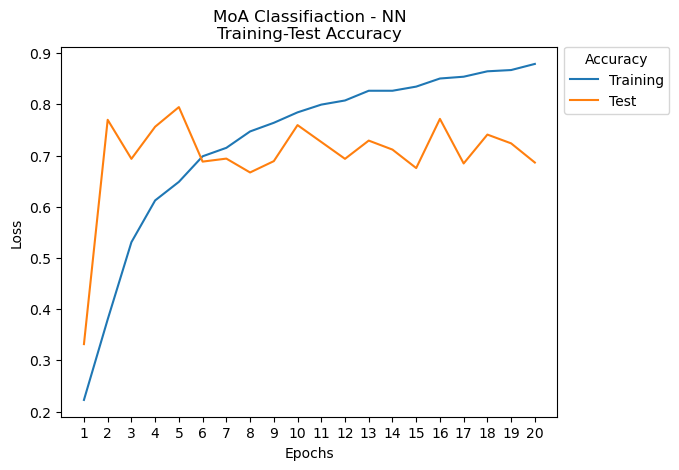 MoA Classifiaction - NN
Training-Test Accuracy
Accuracy
Training
Test
Loss
0.9
0.8
0.7
0.6
0.5
0.4
0.3
0.2
1 2 3 4 5 6 7 8 9 10 11 12 13 14 15 16 17 18 19 20
Epochs